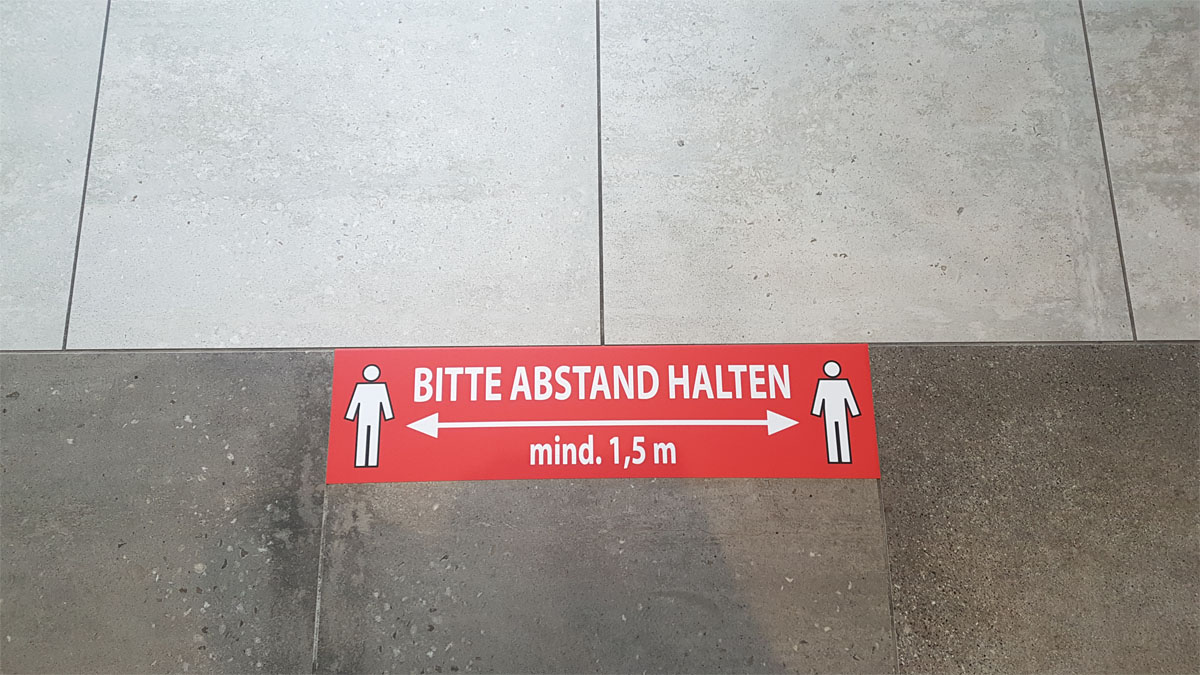 BITTE ABSTAND HALTEN
mind. 1,5 m